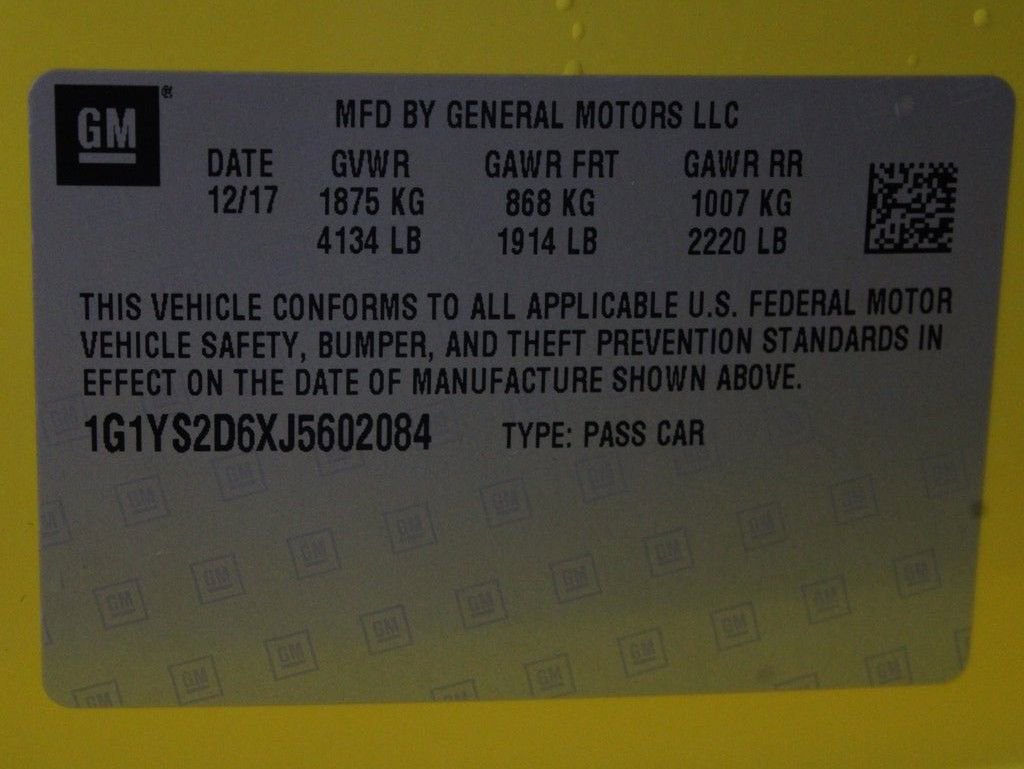 GM®
MFD BY GENERAL MOTORS LLC
DATE GVWR GAWR FRT GAWR RR
12/17 1875 KG 868 KG 1007 KG
4134 LB 1914 LB 2220 LB
THIS VEHICLE CONFORMS TO ALL APPLICABLE U.S. FEDERAL MOTOR
VEHICLE SAFETY, BUMPER, AND THEFT PREVENTION STANDARDS IN
EFFECT ON THE DATE OF MANUFACTURE SHOWN ABOVE.
1G1YS2D6XJ5602084 TYPE: PASS CAR